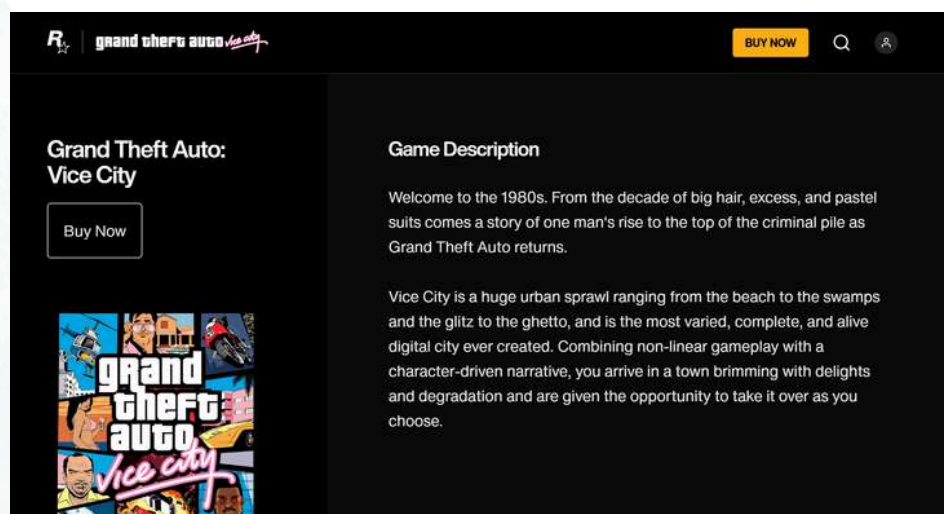 R
grand theft auto vice city
BUY NOW
Grand Theft Auto:
Vice City
Buy Now
grand
theft
auto
vice city
Game Description
Welcome to the 1980s. From the decade of big hair, excess, and pastel
suits comes a story of one man's rise to the top of the criminal pile as
Grand Theft Auto returns.
Vice City is a huge urban sprawl ranging from the beach to the swamps
and the glitz to the ghetto, and is the most varied, complete, and alive
digital city ever created. Combining non-linear gameplay with a
character-driven narrative, you arrive in a town brimming with delights
and degradation and are given the opportunity to take it over as you
choose.